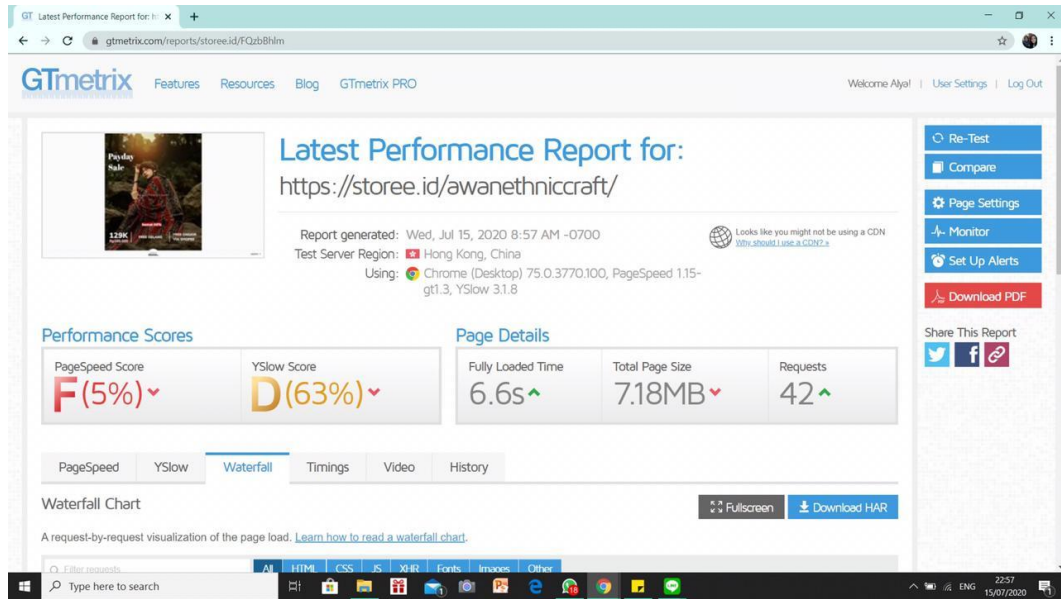 Latest Performance Report for: h
gtmetrix.com/reports/storee.id/FQzbBhlm
GTmetrix Features Resources Blog GTmetrix PRO
Welcome Alya! | User Settings | Log Out
Payday
Sale
129K
Latest Performance Report for:
https://storee.id/awanethniccraft/
Report generated: Wed, Jul 15, 2020 8:57 AM -0700
Test Server Region: Hong Kong, China
Using: Chrome (Desktop) 75.0.3770.100, PageSpeed 1.15-
gt1.3, YSlow 3.1.8
Looks like you might not be using a CDN
Why should I use a CDN? »
Re-Test
Compare
Page Settings
Monitor
Set Up Alerts
Download PDF
Share This Report
Performance Scores
PageSpeed Score
F(5%)
YSlow Score
D(63%)
Page Details
Fully Loaded Time
6.6s
Total Page Size
7.18MB
Requests
42
PageSpeed YSlow Waterfall Timings Video History
Waterfall Chart
Fullscreen Download HAR
A request-by-request visualization of the page load. Learn how to read a waterfall chart.
Filter requests All HTML CSS JS XHR Fonts Images Other
Type here to search
ENG
22:57
15/07/2020